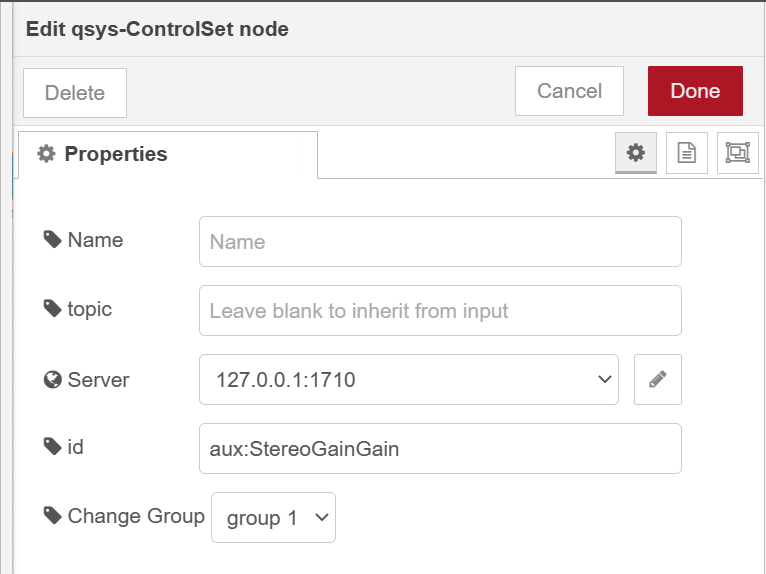 Edit qsys-ControlSet node
Delete
Cancel
Done
Properties
Name
Name
topic
Leave blank to inherit from input
Server
127.0.0.1:1710
id
aux:StereoGainGain
Change Group
group 1